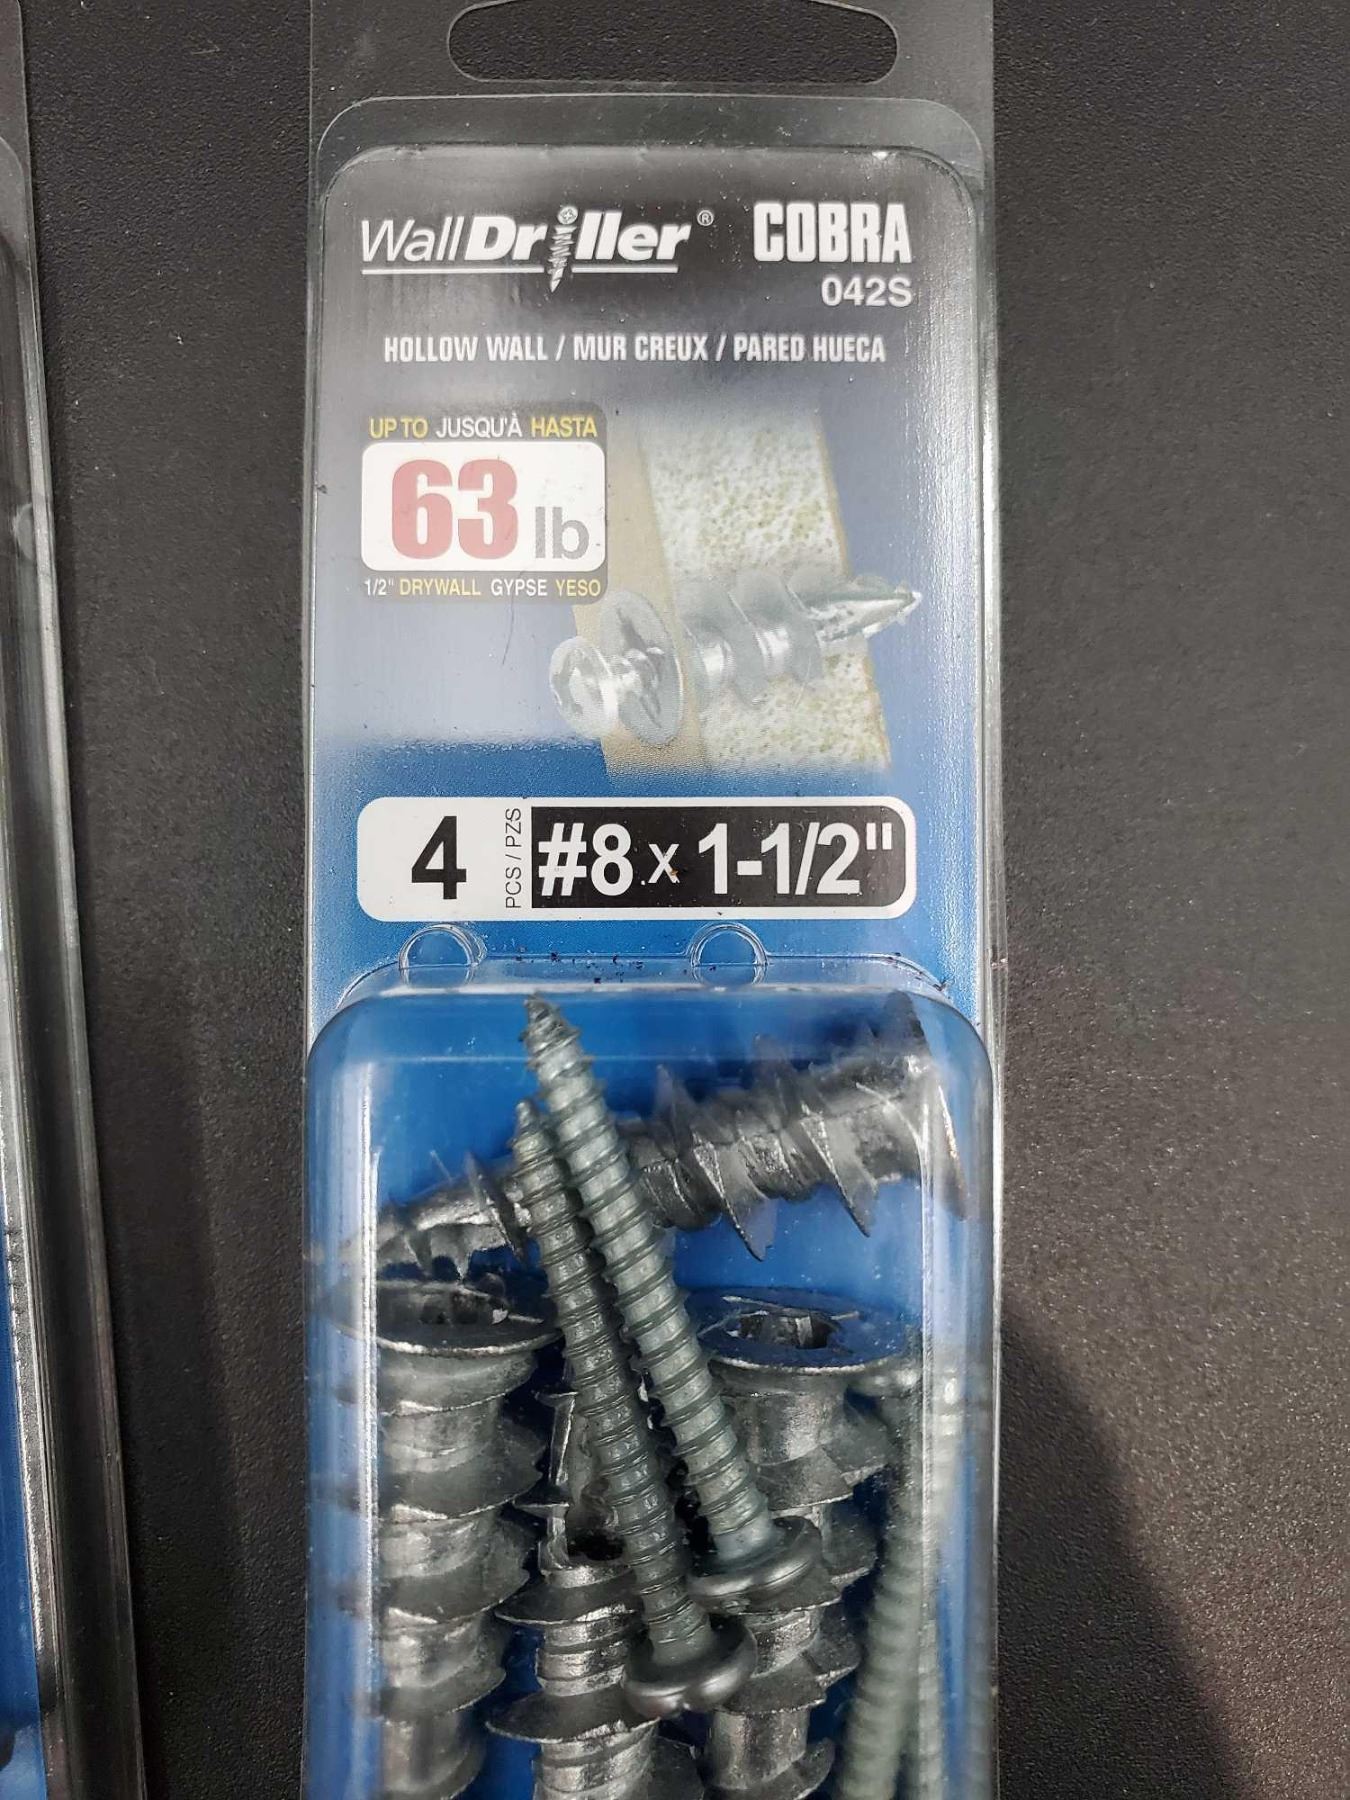 WallDriller® COBRA
042S
HOLLOW WALL / MUR CREUX / PARED HUECA
UP TO JUSQU'À HASTA
63 lb
1/2" DRYWALL GYPSE YESO
4 PCS / PZS #8 x 1-1/2"